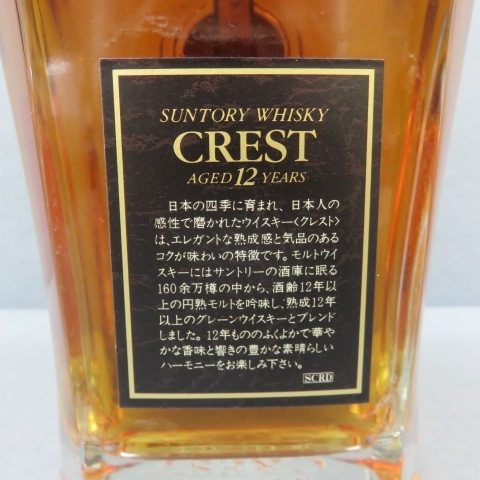 SUNTORY WHISKY
CREST
AGED 12 YEARS
日本の四季に育まれ、日本人の
感性で磨かれたウイスキー〈クレスト〉
は、エレガントな熟成感と気品のある
コクが味わいの特徴です。モルトウイ
スキーにはサントリーの酒庫に眠る
160余万樽の中から、酒齢12年以
上の円熟モルトを吟味し、熟成12年
以上のグレーンウイスキーとブレンド
しました。12年もののふくよかで華や
かな香味と響きの豊かな素晴らしい
ハーモニーをお楽しみ下さい。
SCRD